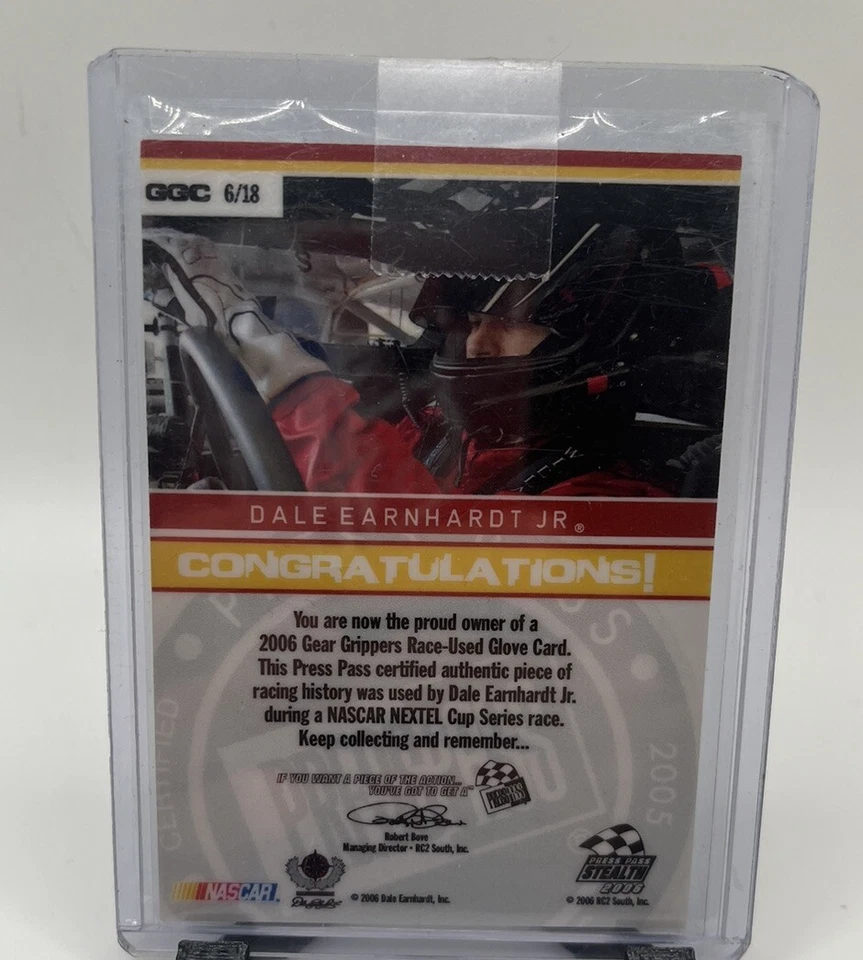 GGC 6/18
DALE EARNHARDT JR®
CONGRATULATIONS!
You are now the proud owner of a
2006 Gear Grippers Race-Used Glove Card.
This Press Pass certified authentic piece of
racing history was used by Dale Earnhardt Jr.
during a NASCAR NEXTEL Cup Series race.
Keep collecting and remember...
IF YOU WANT A PIECE OF THE ACTION...
YOU'VE GOT TO GET A™
PRESS PASS
Robert Bove
Managing Director • RC2 South, Inc.
2005
PRESS PASS
STEALTH
2006
NASCAR
© 2006 Dale Earnhardt, Inc.
© 2006 RC2 South, Inc.